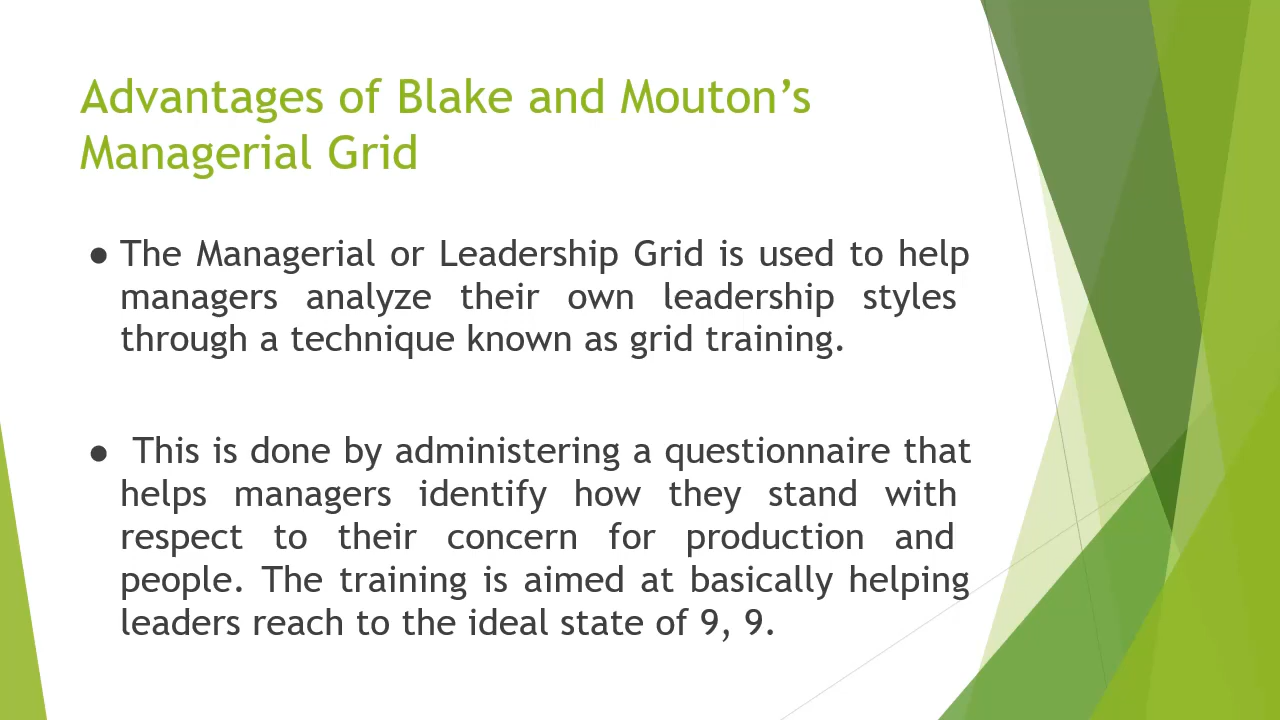 Advantages of Blake and Mouton’s
Managerial Grid
● The Managerial or Leadership Grid is used to help
managers analyze their own leadership styles
through a technique known as grid training.
● This is done by administering a questionnaire that
helps managers identify how they stand with
respect to their concern for production and
people. The training is aimed at basically helping
leaders reach to the ideal state of 9, 9.